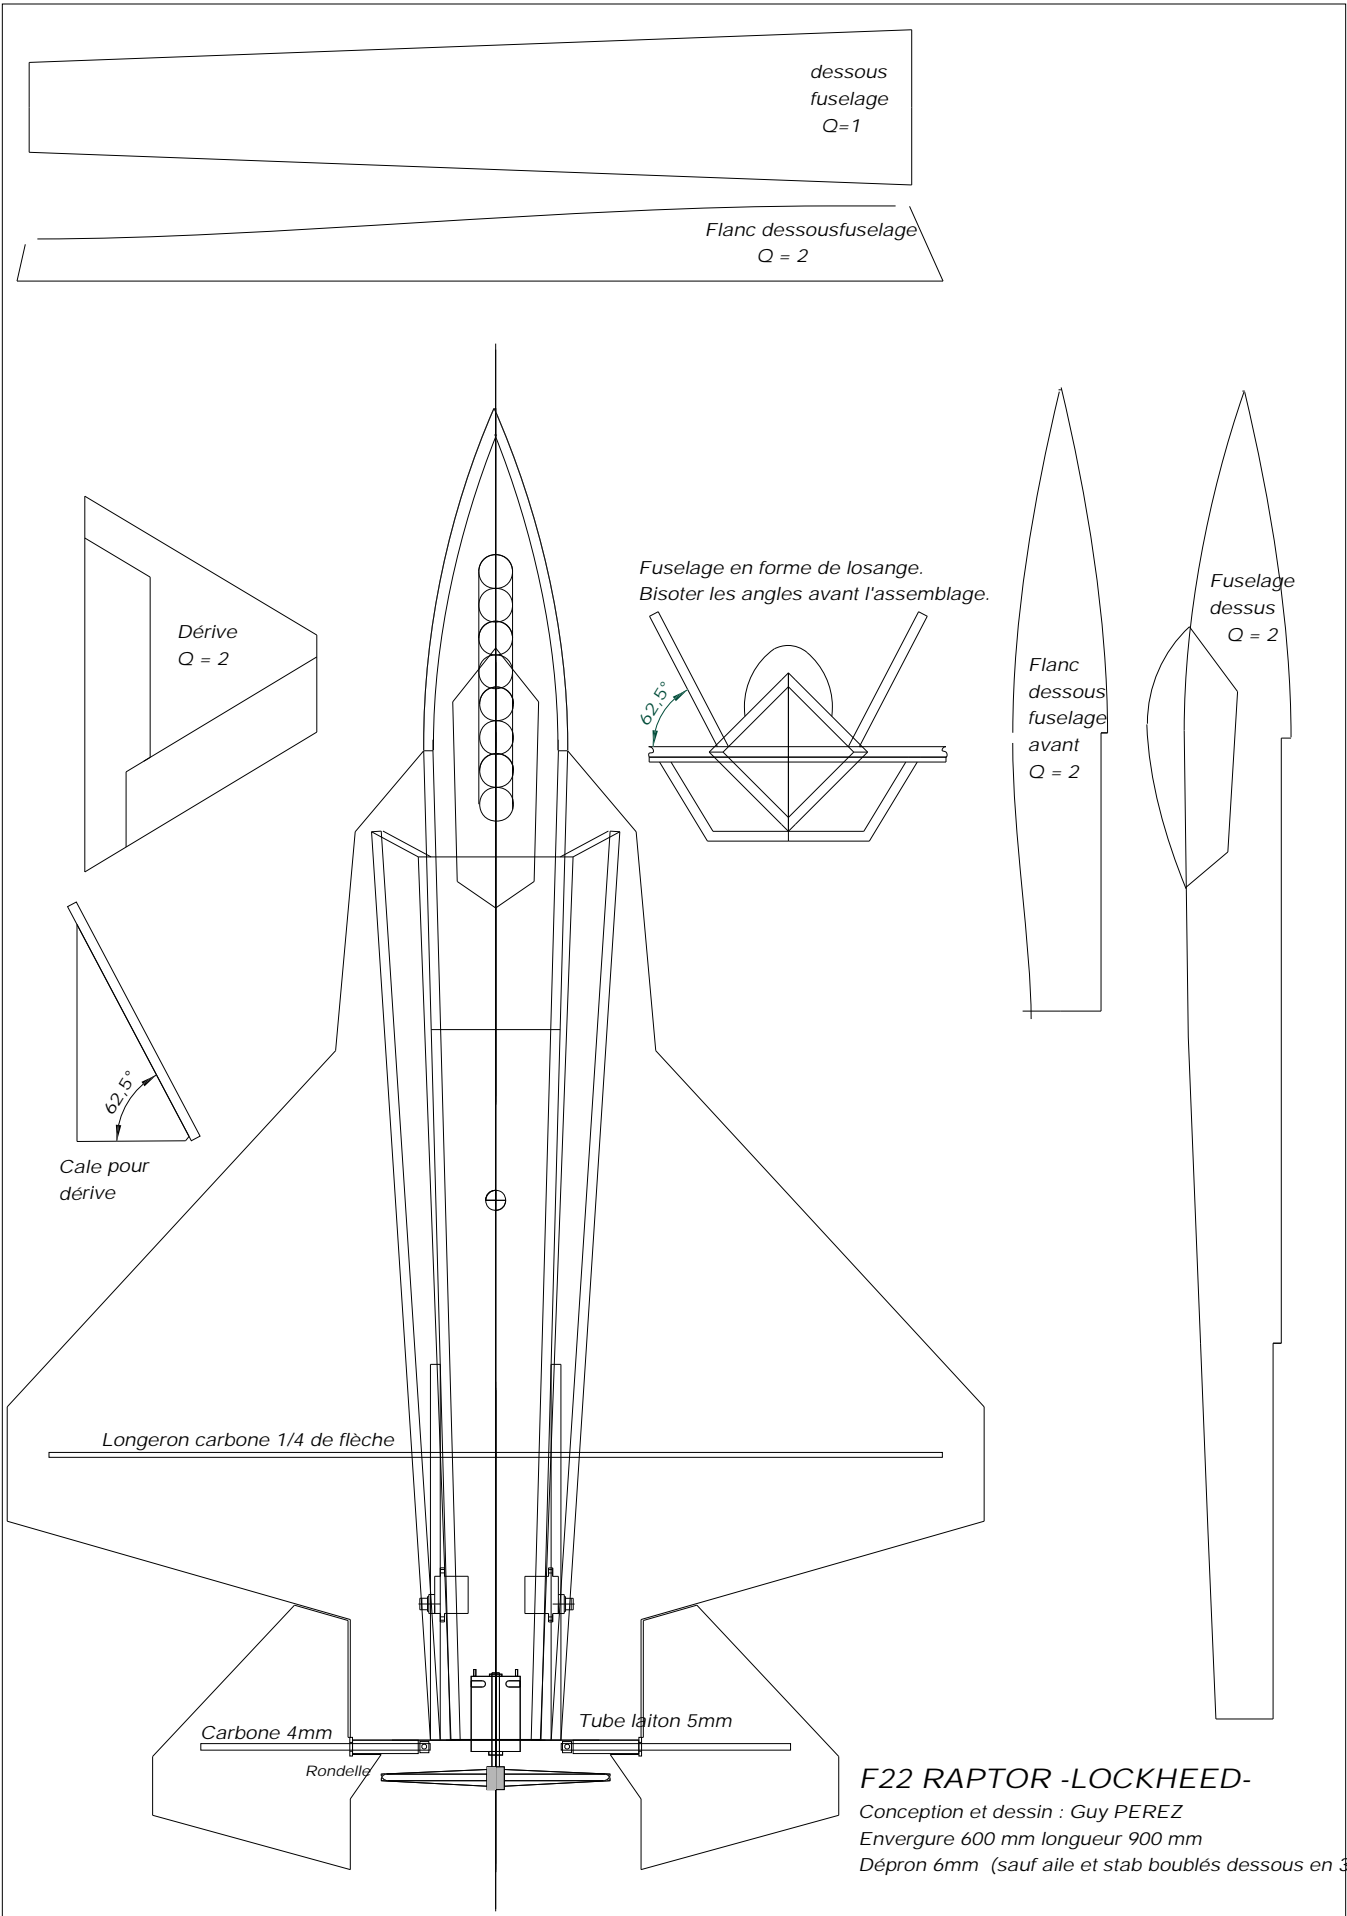 dessous
fuselage
Q=1
Flanc dessousfuselage
Q = 2
Fuselage en forme de losange.
Bisoter les angles avant l'assemblage.
62,5°
Dérive
Q = 2
Flanc
dessous
fuselage
avant
Q = 2
Fuselage
dessus
Q = 2
62,5°
Cale pour
dérive
Longeron carbone 1/4 de flèche
Carbone 4mm
Tube laiton 5mm
Rondelle
F22 RAPTOR -LOCKHEED-
Conception et dessin : Guy PEREZ
Envergure 600 mm longueur 900 mm
Dépron 6mm (sauf aile et stab boublés dessous en 3